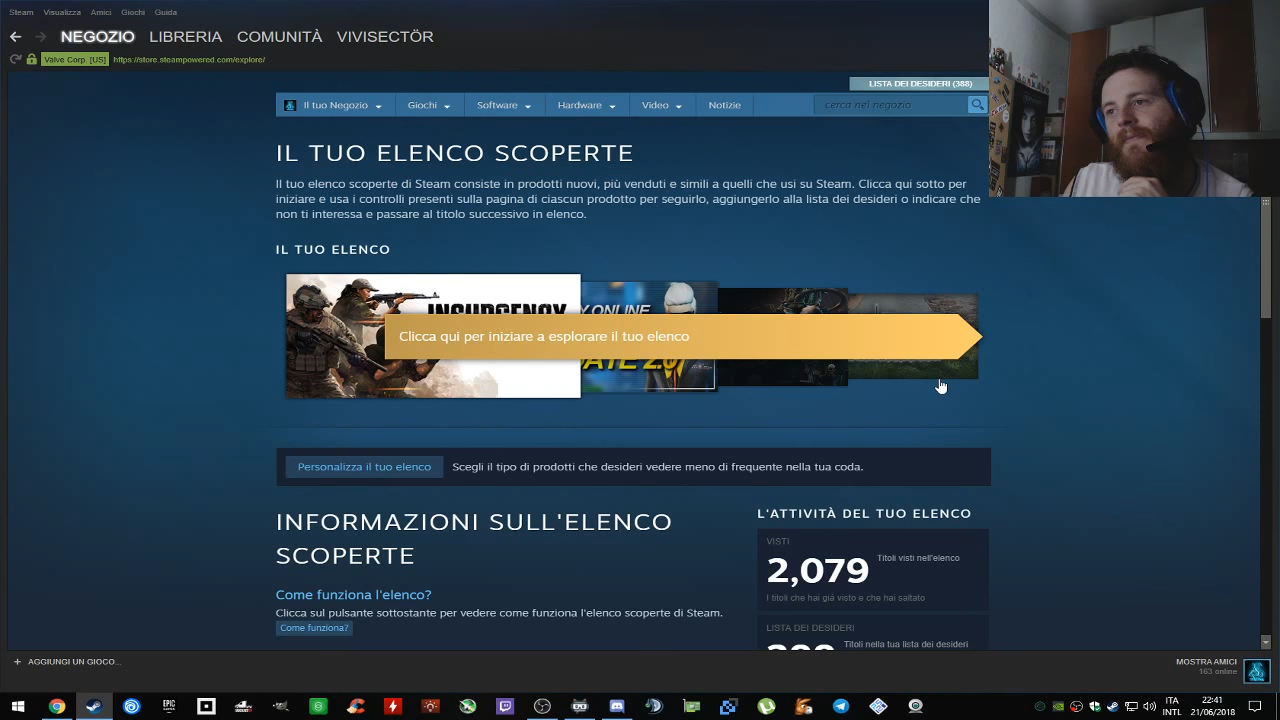 Steam Visualizza Amici Giochi Guida
NEGOZIO LIBRERIA COMUNITÀ VIVISECTÖR
Valve Corp. [US] https://store.steampowered.com/explore/
LISTA DEI DESIDERI (388)
Il tuo Negozio Giochi Software Hardware Video Notizie cerca nel negozio
IL TUO ELENCO SCOPERTE
Il tuo elenco scoperte di Steam consiste in prodotti nuovi, più venduti e simili a quelli che usi su Steam. Clicca qui sotto per
iniziare e usa i controlli presenti sulla pagina di ciascun prodotto per seguirlo, aggiungerlo alla lista dei desideri o indicare che
non ti interessa e passare al titolo successivo in elenco.
IL TUO ELENCO
INSURGENCY
Y ONLINE
Clicca qui per iniziare a esplorare il tuo elenco
DATE 2.0
Personalizza il tuo elenco Scegli il tipo di prodotti che desideri vedere meno di frequente nella tua coda.
INFORMAZIONI SULL'ELENCO
SCOPERTE
Come funziona l'elenco?
Clicca sul pulsante sottostante per vedere come funziona l'elenco scoperte di Steam.
Come funziona?
L'ATTIVITÀ DEL TUO ELENCO
VISTI
2,079 Titoli visti nell'elenco
I titoli che hai già visto e che hai saltato
LISTA DEI DESIDERI
Titoli nella tua lista dei desideri
+ AGGIUNGI UN GIOCO...
MOSTRA AMICI
163 online
EPIC GAMES
ITA 22:41
INTL 21/06/2018